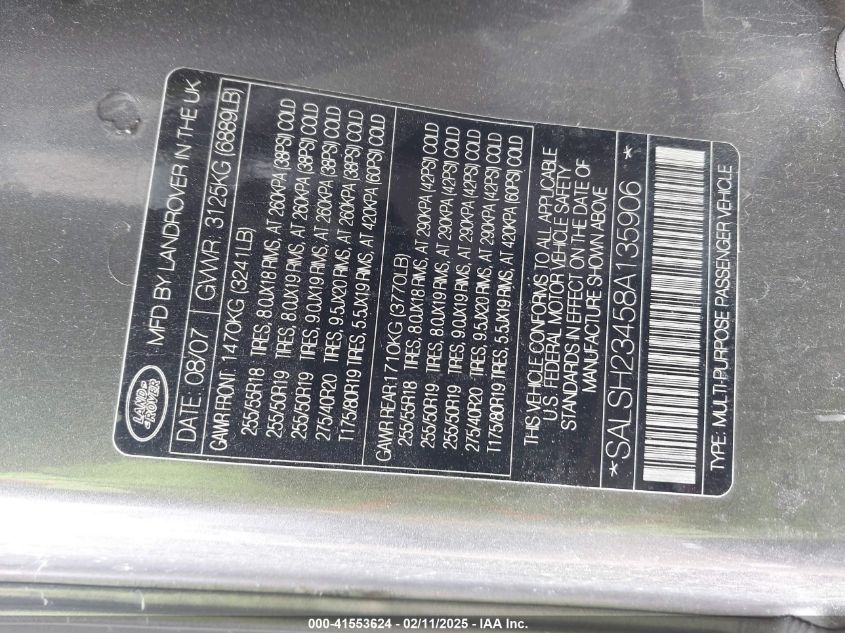 LAND-
-ROVER
MFD BY LANDROVER IN THE UK
DATE: 08/07 GVWR : 3125KG (6889LB)
GAWR FRONT: 1470KG (3241LB)
255/55R18 TIRES, 8.0JX18 RIMS, AT 260KPA (38PSI) COLD
255/50R19 TIRES, 8.0JX19 RIMS, AT 260KPA (38PSI) COLD
255/50R19 TIRES, 9.0JX19 RIMS, AT 260KPA (38PSI) COLD
275/40R20 TIRES, 9.5JX20 RIMS, AT 260KPA (38PSI) COLD
T175/80R19 TIRES, 5.5JX19 RIMS, AT 420KPA (60PSI) COLD
GAWR REAR: 1710KG (3770LB)
255/55R18 TIRES, 8.0JX18 RIMS, AT 290KPA (42PSI) COLD
255/50R19 TIRES, 8.0JX19 RIMS, AT 290KPA (42PSI) COLD
255/50R19 TIRES, 9.0JX19 RIMS, AT 290KPA (42PSI) COLD
275/40R20 TIRES, 9.5JX20 RIMS, AT 290KPA (42PSI) COLD
T175/80R19 TIRES, 5.5JX19 RIMS, AT 420KPA (60PSI) COLD
THIS VEHICLE CONFORMS TO ALL APPLICABLE
U.S. FEDERAL MOTOR VEHICLE SAFETY
STANDARDS IN EFFECT ON THE DATE OF
MANUFACTURE SHOWN ABOVE
*SALSH23458A135906 *
TYPE: MULTI-PURPOSE PASSENGER VEHICLE
000-41553624 - 02/11/2025 - IAA Inc.